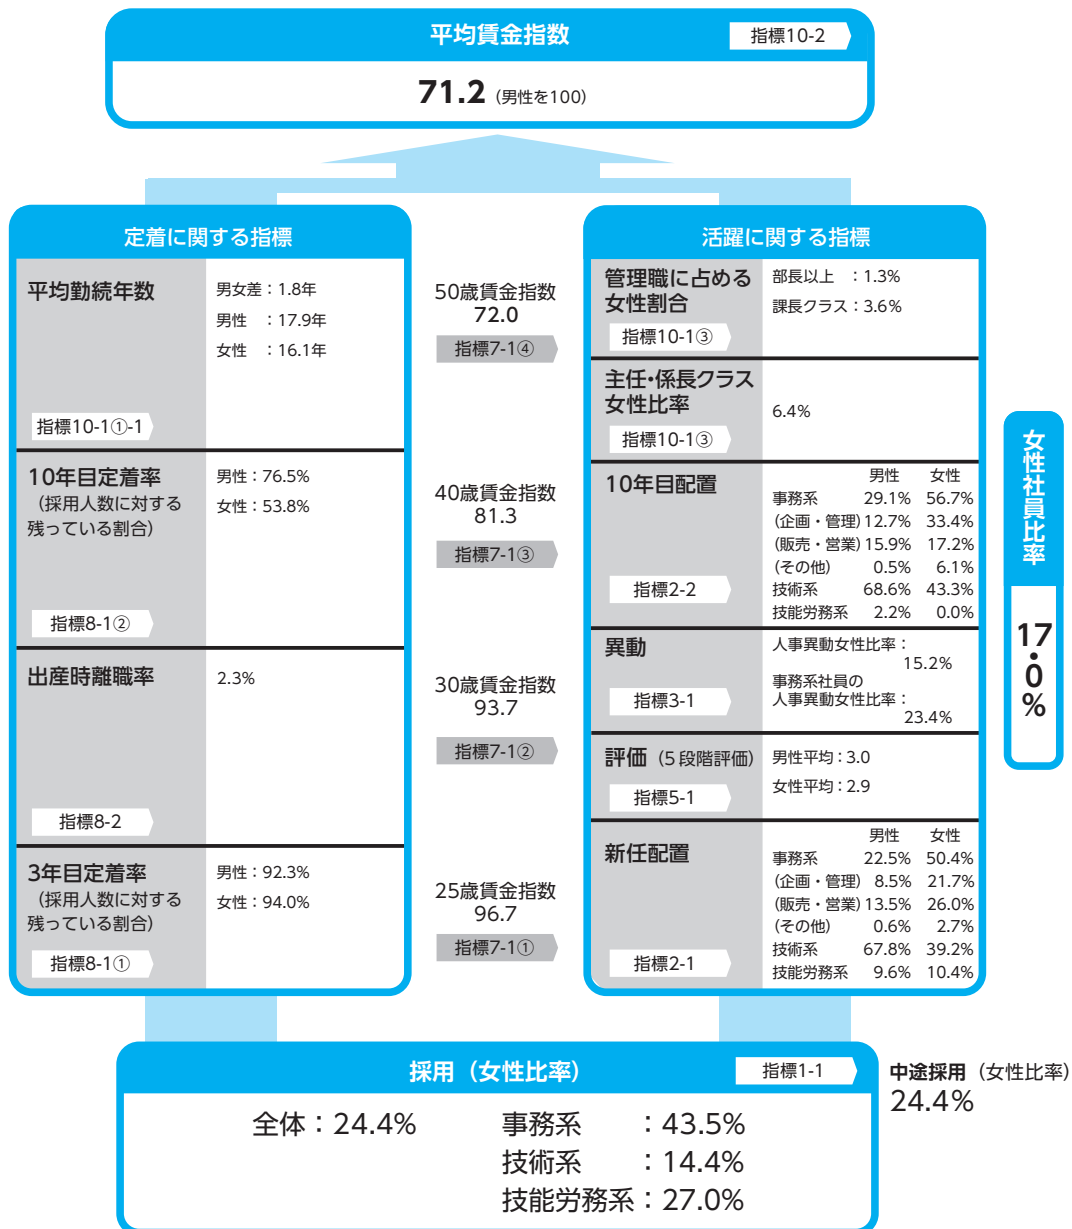 平均賃金指数
指標10-2
71.2 (男性を100)
定着に関する指標
平均勤続年数
男女差：1.8年
男性　：17.9年
女性　：16.1年
指標10-1①-1
10年目定着率
（採用人数に対する
残っている割合）
男性：76.5%
女性：53.8%
指標8-1②
出産時離職率
2.3%
指標8-2
3年目定着率
（採用人数に対する
残っている割合）
男性：92.3%
女性：94.0%
指標8-1①
50歳賃金指数
72.0
指標7-1④
40歳賃金指数
81.3
指標7-1③
30歳賃金指数
93.7
指標7-1②
25歳賃金指数
96.7
指標7-1①
活躍に関する指標
管理職に占める
女性割合
部長以上　：1.3%
課長クラス：3.6%
指標10-1③
主任・係長クラス
女性比率
6.4%
指標10-1③
10年目配置
男性　女性
事務系　29.1%　56.7%
(企画・管理) 12.7%　33.4%
(販売・営業) 15.9%　17.2%
(その他)　0.5%　6.1%
技術系　68.6%　43.3%
技能労務系　2.2%　0.0%
指標2-2
異動
人事異動女性比率：
15.2%
事務系社員の
人事異動女性比率：
23.4%
指標3-1
評価（5段階評価）
男性平均：3.0
女性平均：2.9
指標5-1
新任配置
男性　女性
事務系　22.5%　50.4%
(企画・管理) 8.5%　21.7%
(販売・営業) 13.5%　26.0%
(その他)　0.6%　2.7%
技術系　67.8%　39.2%
技能労務系　9.6%　10.4%
指標2-1
女性社員比率
17・0%
採用（女性比率）
指標1-1
全体：24.4%
事務系　　：43.5%
技術系　　：14.4%
技能労務系：27.0%
中途採用（女性比率）
24.4%